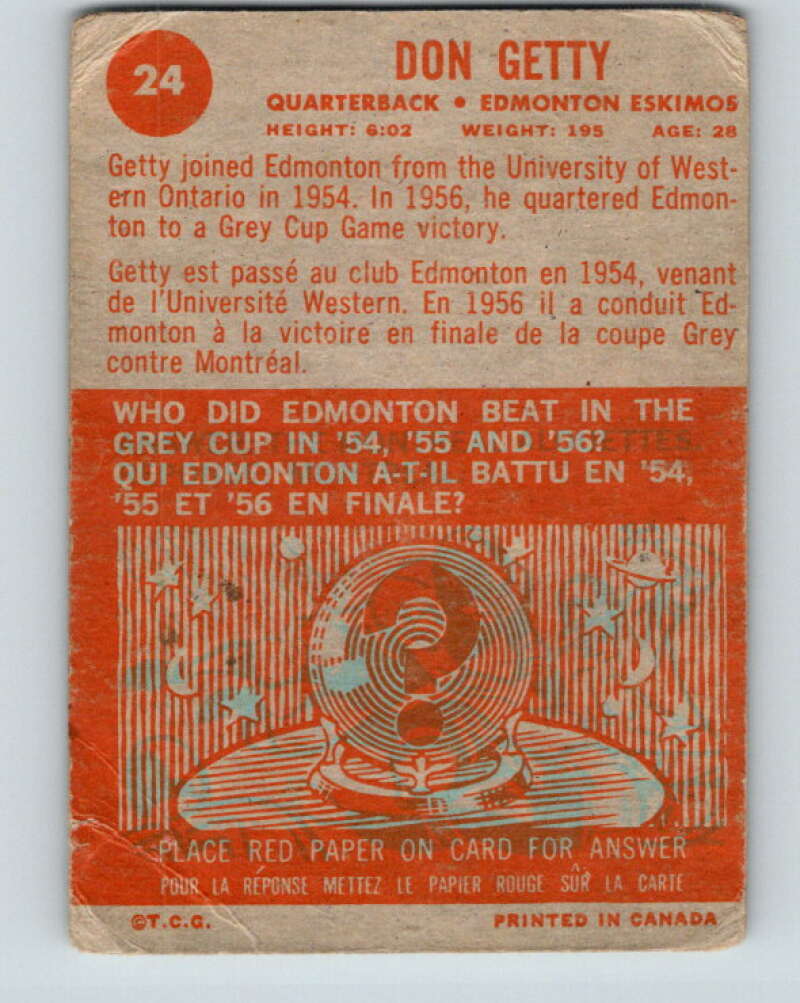 24
DON GETTY
QUARTERBACK • EDMONTON ESKIMOS
HEIGHT: 6:02 WEIGHT: 195 AGE: 28
Getty joined Edmonton from the University of West-
ern Ontario in 1954. In 1956, he quartered Edmon-
ton to a Grey Cup Game victory.
Getty est passé au club Edmonton en 1954, venant
de l'Université Western. En 1956 il a conduit Ed-
monton à la victoire en finale de la coupe Grey
contre Montréal.
WHO DID EDMONTON BEAT IN THE
GREY CUP IN '54, '55 AND '56?
QUI EDMONTON A-T-IL BATTU EN '54,
'55 ET '56 EN FINALE?
?
PLACE RED PAPER ON CARD FOR ANSWER
POUR LA RÉPONSE METTEZ LE PAPIER ROUGE SÛR LA CARTE
©T.C.G. PRINTED IN CANADA